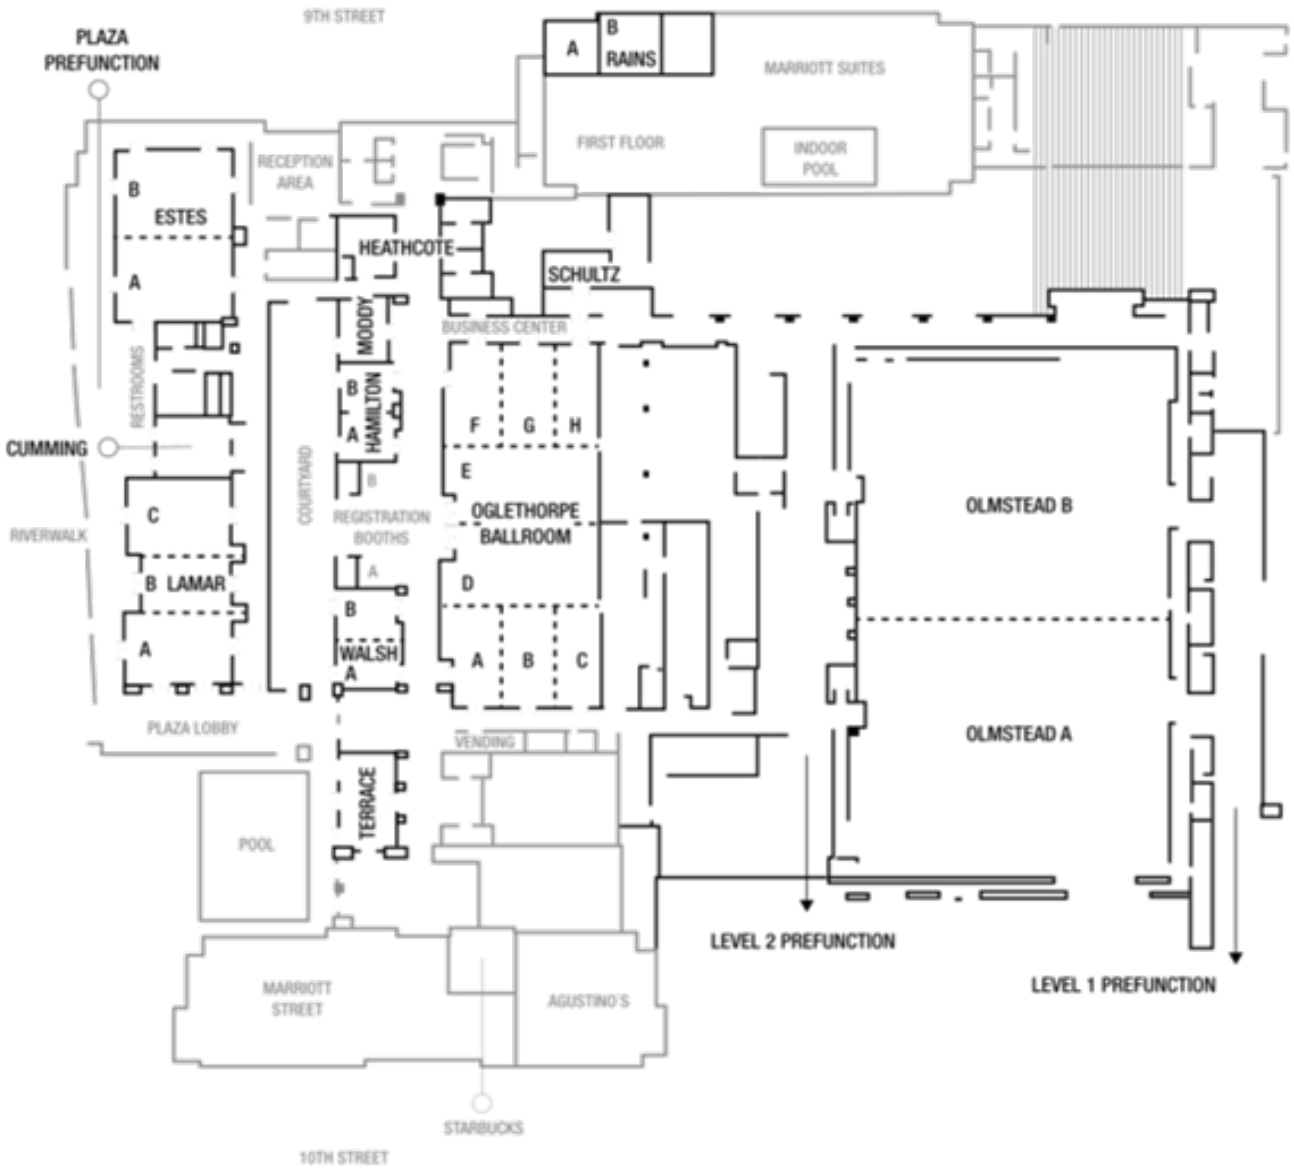 9TH STREET
PLAZA
PREFUNCTION
A
B
RAINS
MARRIOTT SUITES
FIRST FLOOR
INDOOR
POOL
RECEPTION
AREA
B
ESTES
A
HEATHCOTE
SCHULTZ
MODDY
BUSINESS CENTER
RESTROOMS
B
HAMILTON
A
F
G
H
CUMMING
COURTYARD
B
E
C
REGISTRATION
BOOTHS
OGLETHORPE
BALLROOM
OLMSTEAD B
RIVERWALK
A
B LAMAR
D
B
A
WALSH
A
A
B
C
PLAZA LOBBY
VENDING
OLMSTEAD A
TERRACE
POOL
LEVEL 2 PREFUNCTION
MARRIOTT
STREET
AGUSTINO'S
LEVEL 1 PREFUNCTION
STARBUCKS
10TH STREET